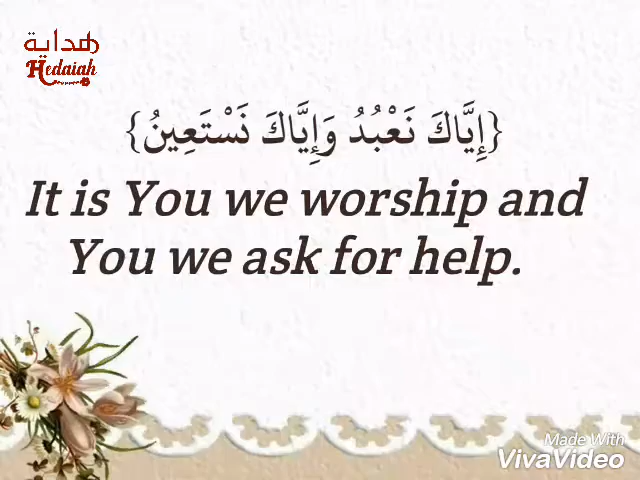 هداية
Hedaiah
{إِيَّاكَ نَعْبُدُ وَإِيَّاكَ نَسْتَعِينُ}
It is You we worship and
You we ask for help.
Made With
VivaVideo